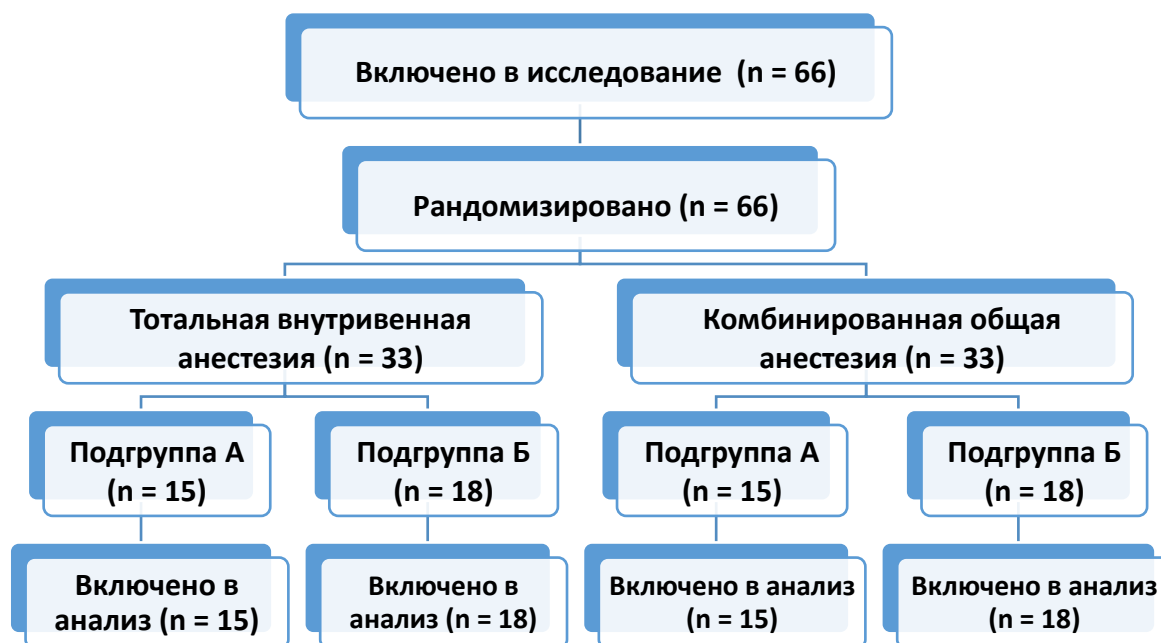 Включено в исследование (n = 66)
Рандомизировано (n = 66)
Тотальная внутривенная
анестезия (n = 33)
Комбинированная общая
анестезия (n = 33)
Подгруппа А
(n = 15)
Подгруппа Б
(n = 18)
Подгруппа А
(n = 15)
Подгруппа Б
(n = 18)
Включено в
анализ (n = 15)
Включено в
анализ (n = 18)
Включено в анализ
(n = 15)
Включено в анализ
(n = 18)